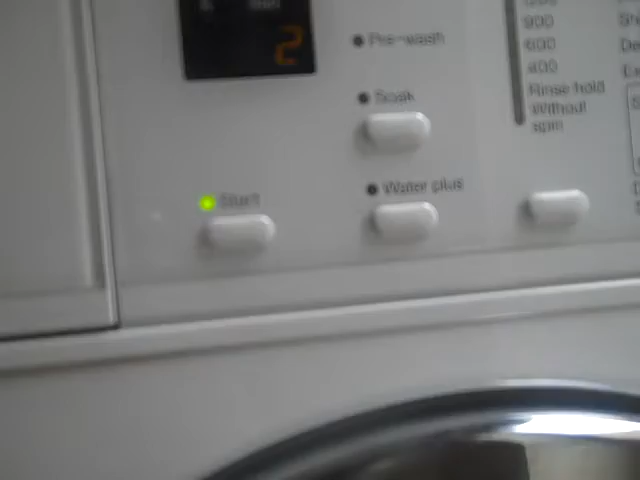 2
Pre-wash
Soak
Start
Water plus
900
600
400
Rinse hold
Without
spin